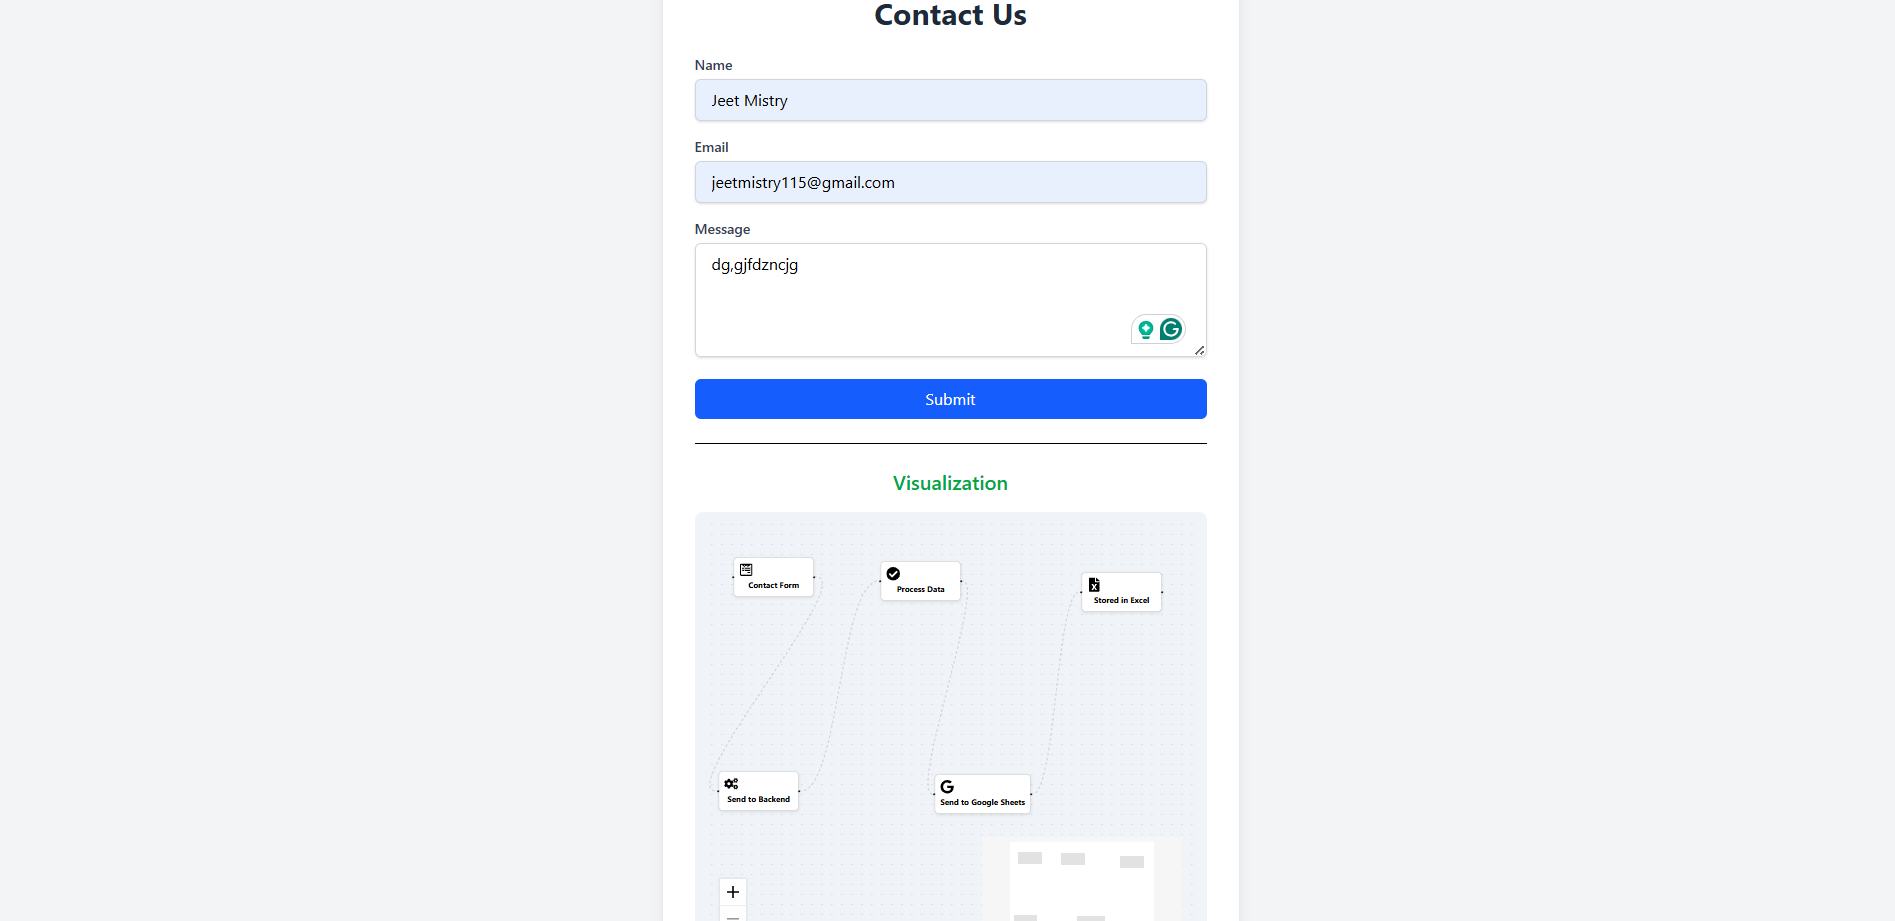 Contact Us
Name
Jeet Mistry
Email
jeetmistry115@gmail.com
Message
dg,gjfdzncjg
Submit
Visualization
Contact Form
Process Data
Stored in Excel
Send to Backend
Send to Google Sheets